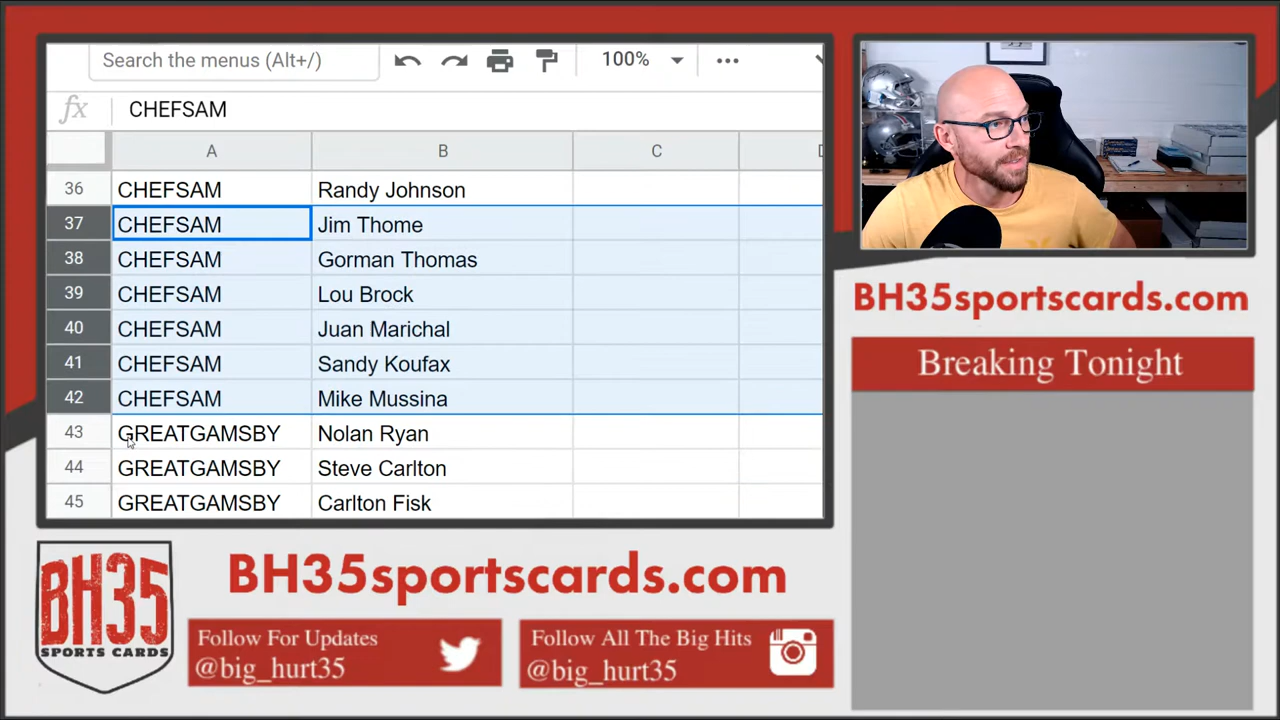 Search the menus (Alt+/)
100%
fx CHEFSAM
A B C D
36 CHEFSAM Randy Johnson
37 CHEFSAM Jim Thome
38 CHEFSAM Gorman Thomas
39 CHEFSAM Lou Brock
40 CHEFSAM Juan Marichal
41 CHEFSAM Sandy Koufax
42 CHEFSAM Mike Mussina
43 GREATGAMSBY Nolan Ryan
44 GREATGAMSBY Steve Carlton
45 GREATGAMSBY Carlton Fisk
BH35sportscards.com
Breaking Tonight
BH35
SPORTS CARDS
BH35sportscards.com
Follow For Updates
@big_hurt35
Follow All The Big Hits
@big_hurt35